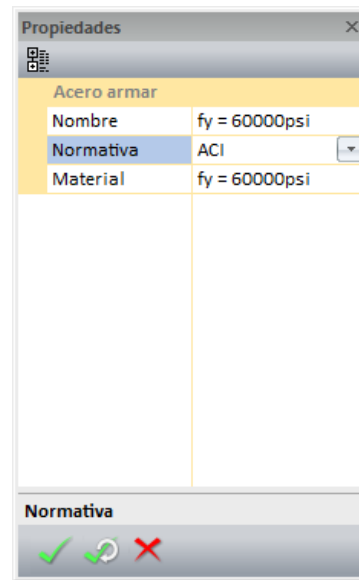 Propiedades
Acero armar
Nombre fy = 60000psi
Normativa ACI
Material fy = 60000psi
Normativa